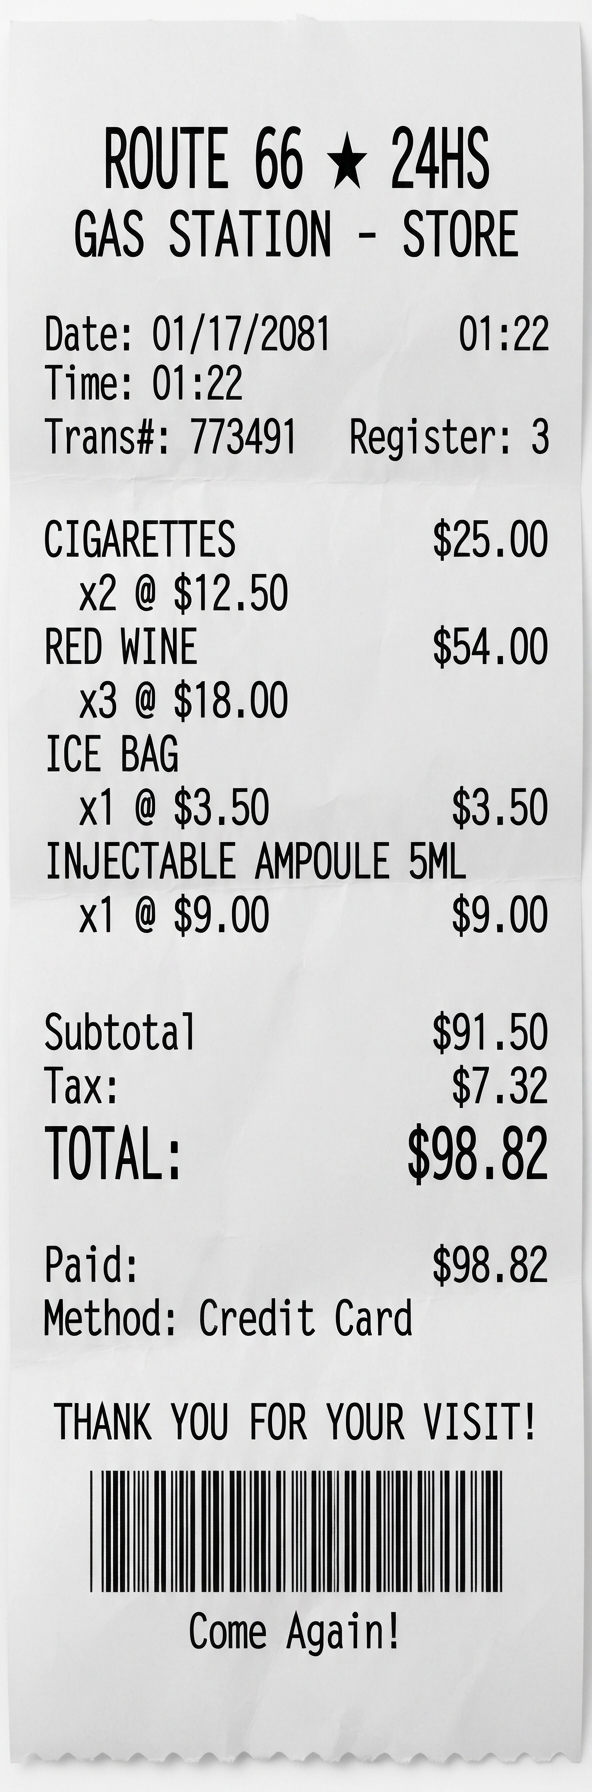 ROUTE 66 ★ 24HS
GAS STATION - STORE
Date: 01/17/2081 01:22
Time: 01:22
Trans#: 773491 Register: 3
CIGARETTES $25.00
x2 @ $12.50
RED WINE $54.00
x3 @ $18.00
ICE BAG
x1 @ $3.50 $3.50
INJECTABLE AMPOULE 5ML
x1 @ $9.00 $9.00
Subtotal $91.50
Tax: $7.32
TOTAL: $98.82
Paid: $98.82
Method: Credit Card
THANK YOU FOR YOUR VISIT!
Come Again!